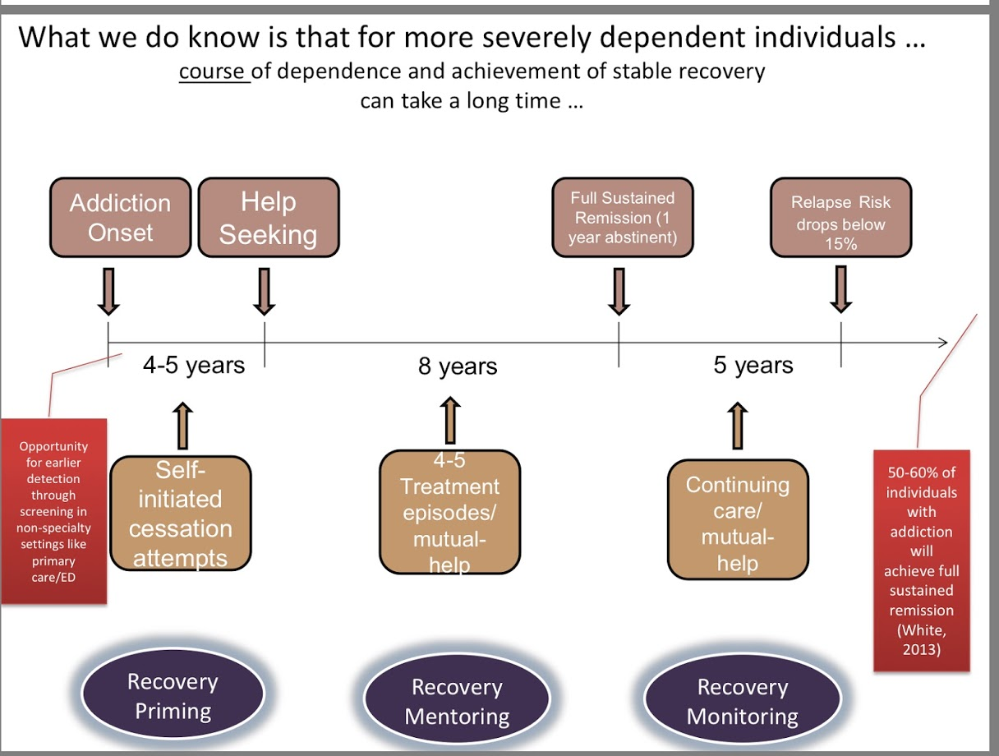 What we do know is that for more severely dependent individuals ...
course of dependence and achievement of stable recovery
can take a long time ...
Addiction
Onset
Help
Seeking
Full Sustained
Remission (1
year abstinent)
Relapse Risk
drops below
15%
4-5 years
8 years
5 years
Opportunity
for earlier
detection
through
screening in
non-specialty
settings like
primary
care/ED
Self-
initiated
cessation
attempts
4-5
Treatment
episodes/
mutual-
help
Continuing
care/
mutual-
help
50-60% of
individuals
with
addiction
will
achieve full
sustained
remission
(White,
2013)
Recovery
Priming
Recovery
Mentoring
Recovery
Monitoring